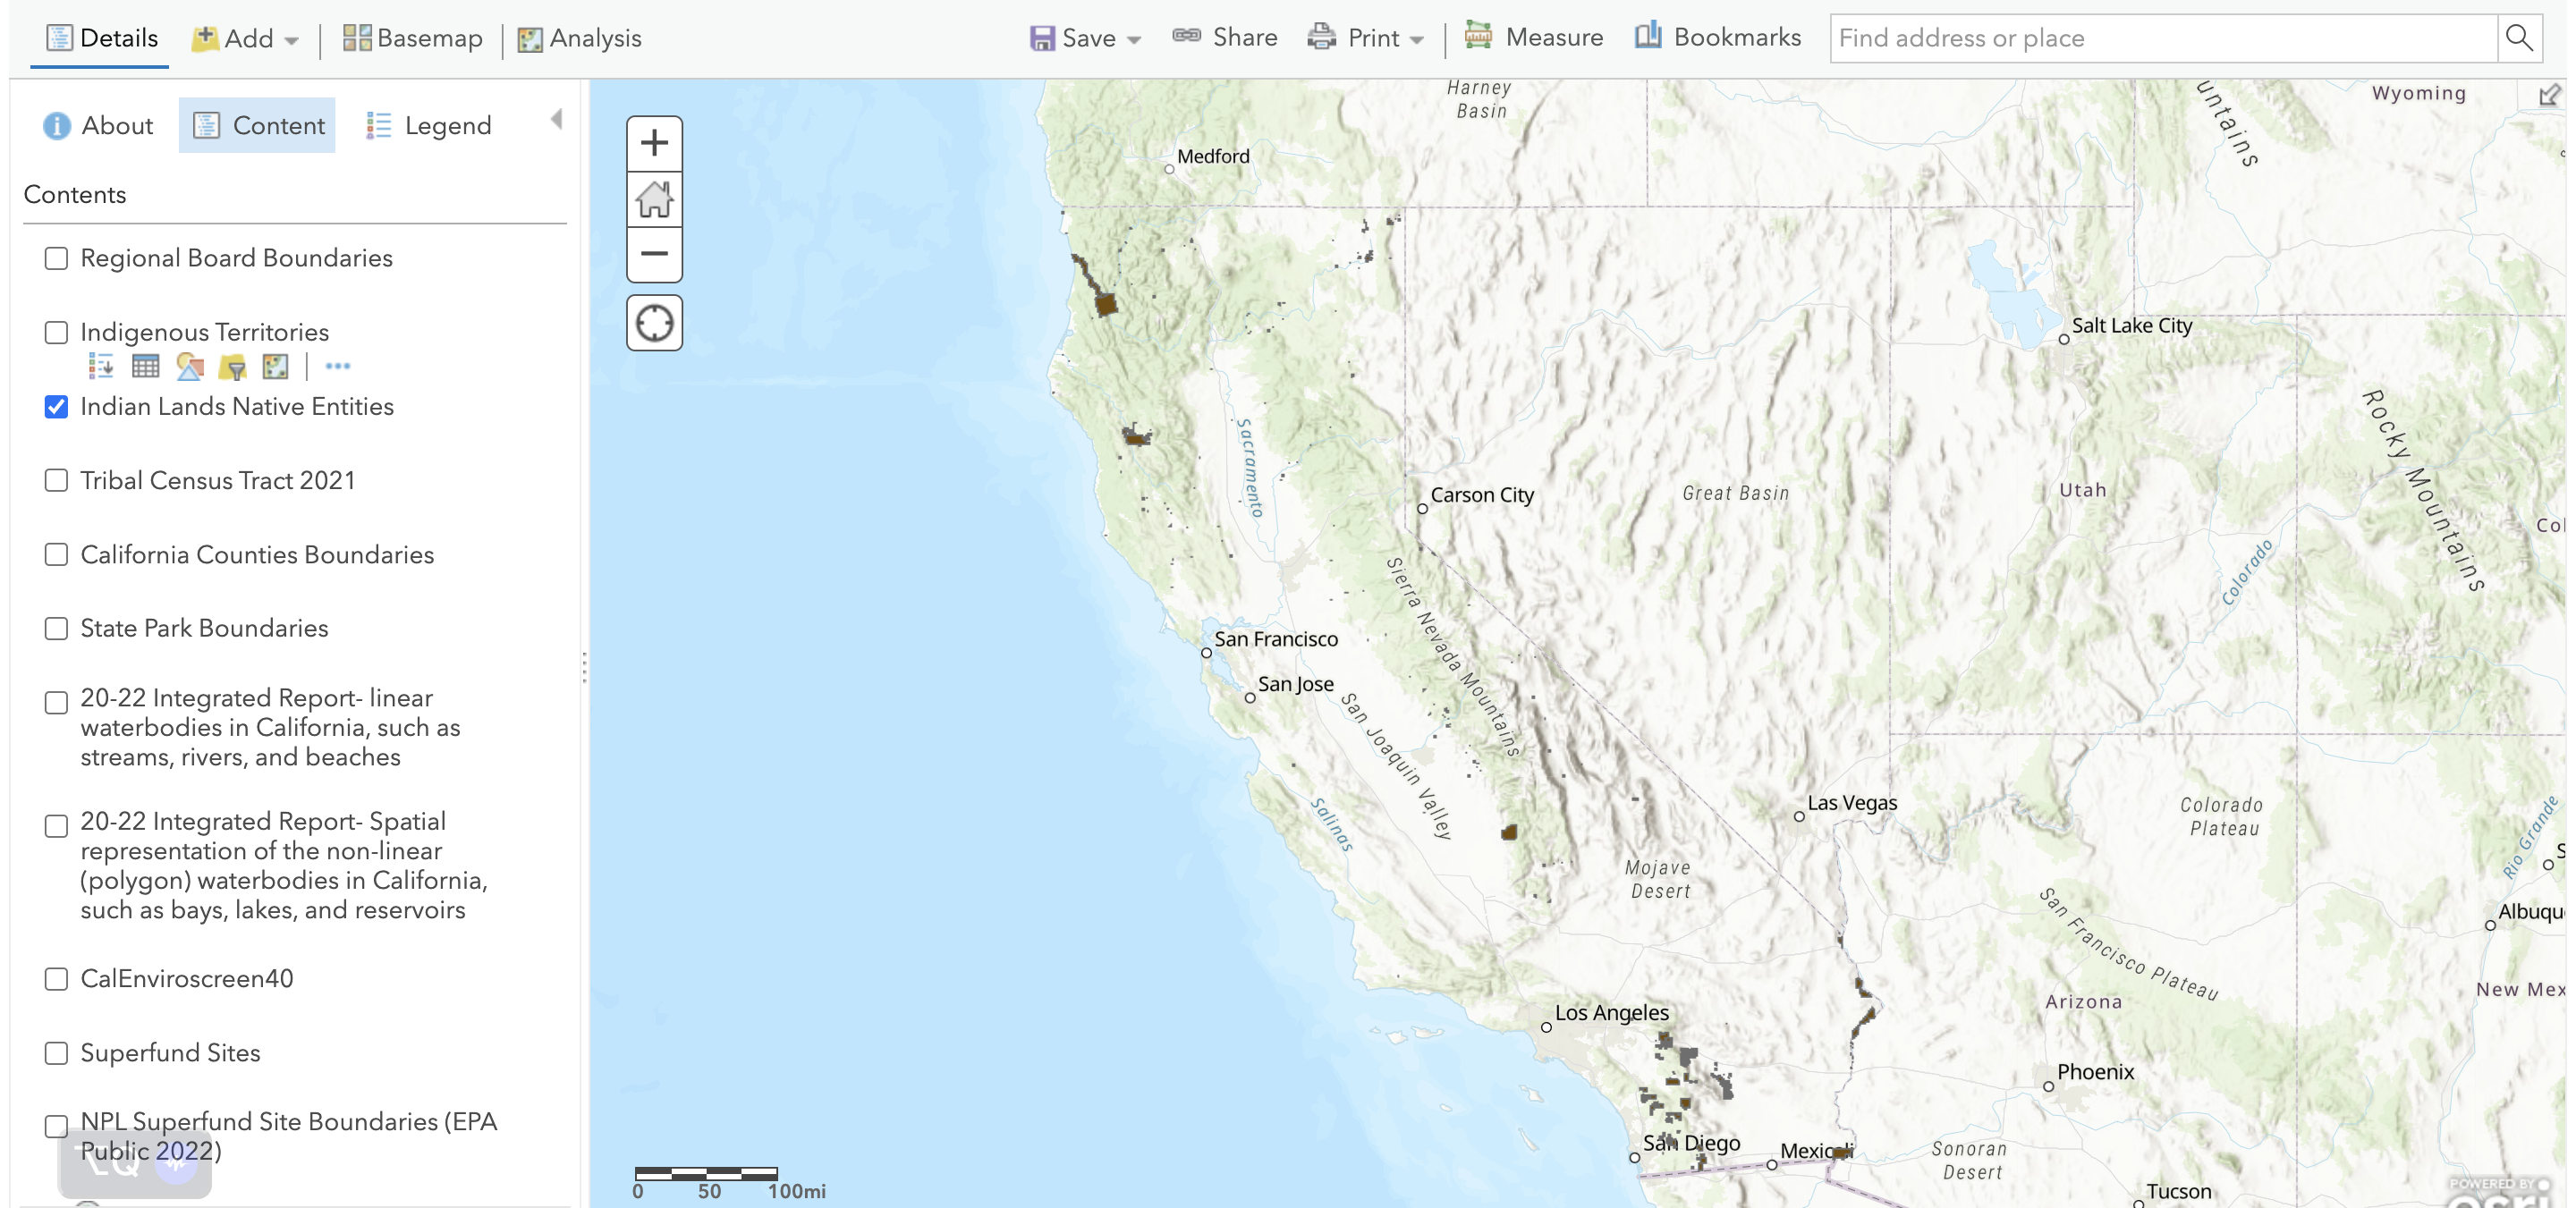 Details
Add
Basemap
Analysis
Save
Share
Print
Measure
Bookmarks
Find address or place
About
Content
Legend
Contents
Regional Board Boundaries
Indigenous Territories
Indian Lands Native Entities
Tribal Census Tract 2021
California Counties Boundaries
State Park Boundaries
20-22 Integrated Report- linear
waterbodies in California, such as
streams, rivers, and beaches
20-22 Integrated Report- Spatial
representation of the non-linear
(polygon) waterbodies in California,
such as bays, lakes, and reservoirs
CalEnviroscreen40
Superfund Sites
NPL Superfund Site Boundaries (EPA
Public 2022)
⌥Q
Harney
Basin
Wyoming
Medford
Salt Lake City
Rocky Mountains
Sacramento
Carson City
Great Basin
Utah
Colorado
Sierra Nevada Mountains
San Francisco
San Jose
San Joaquin Valley
Salinas
Las Vegas
Colorado
Plateau
Rio Grande
Mojave
Desert
San Francisco Plateau
Albuqu
New Mex
Arizona
Los Angeles
Phoenix
San Diego
Mexicali
Sonoran
Desert
Tucson
0 50 100mi
POWERED BY
esri